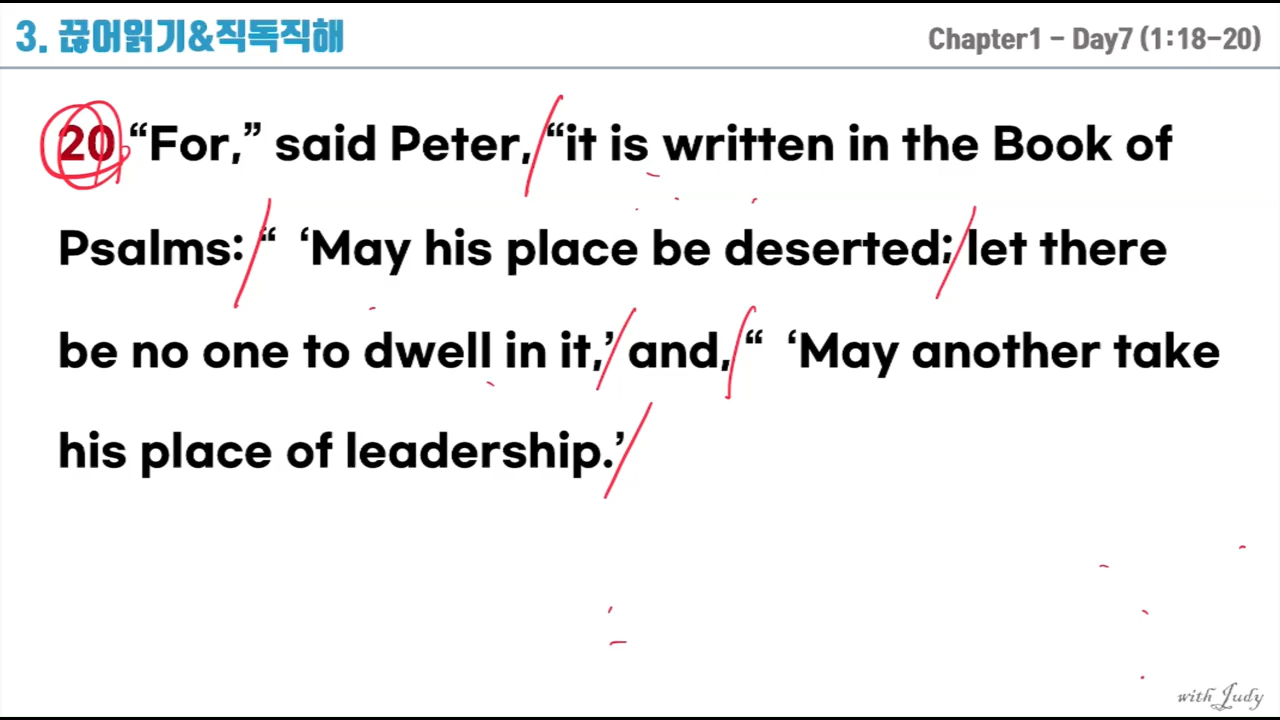 3. 끊어읽기&직독직해
Chapter1 - Day7 (1:18-20)
20 “For,” said Peter, “it is written in the Book of
Psalms: “ ‘May his place be deserted; let there
be no one to dwell in it,’ and, “ ‘May another take
his place of leadership.’
with Judy